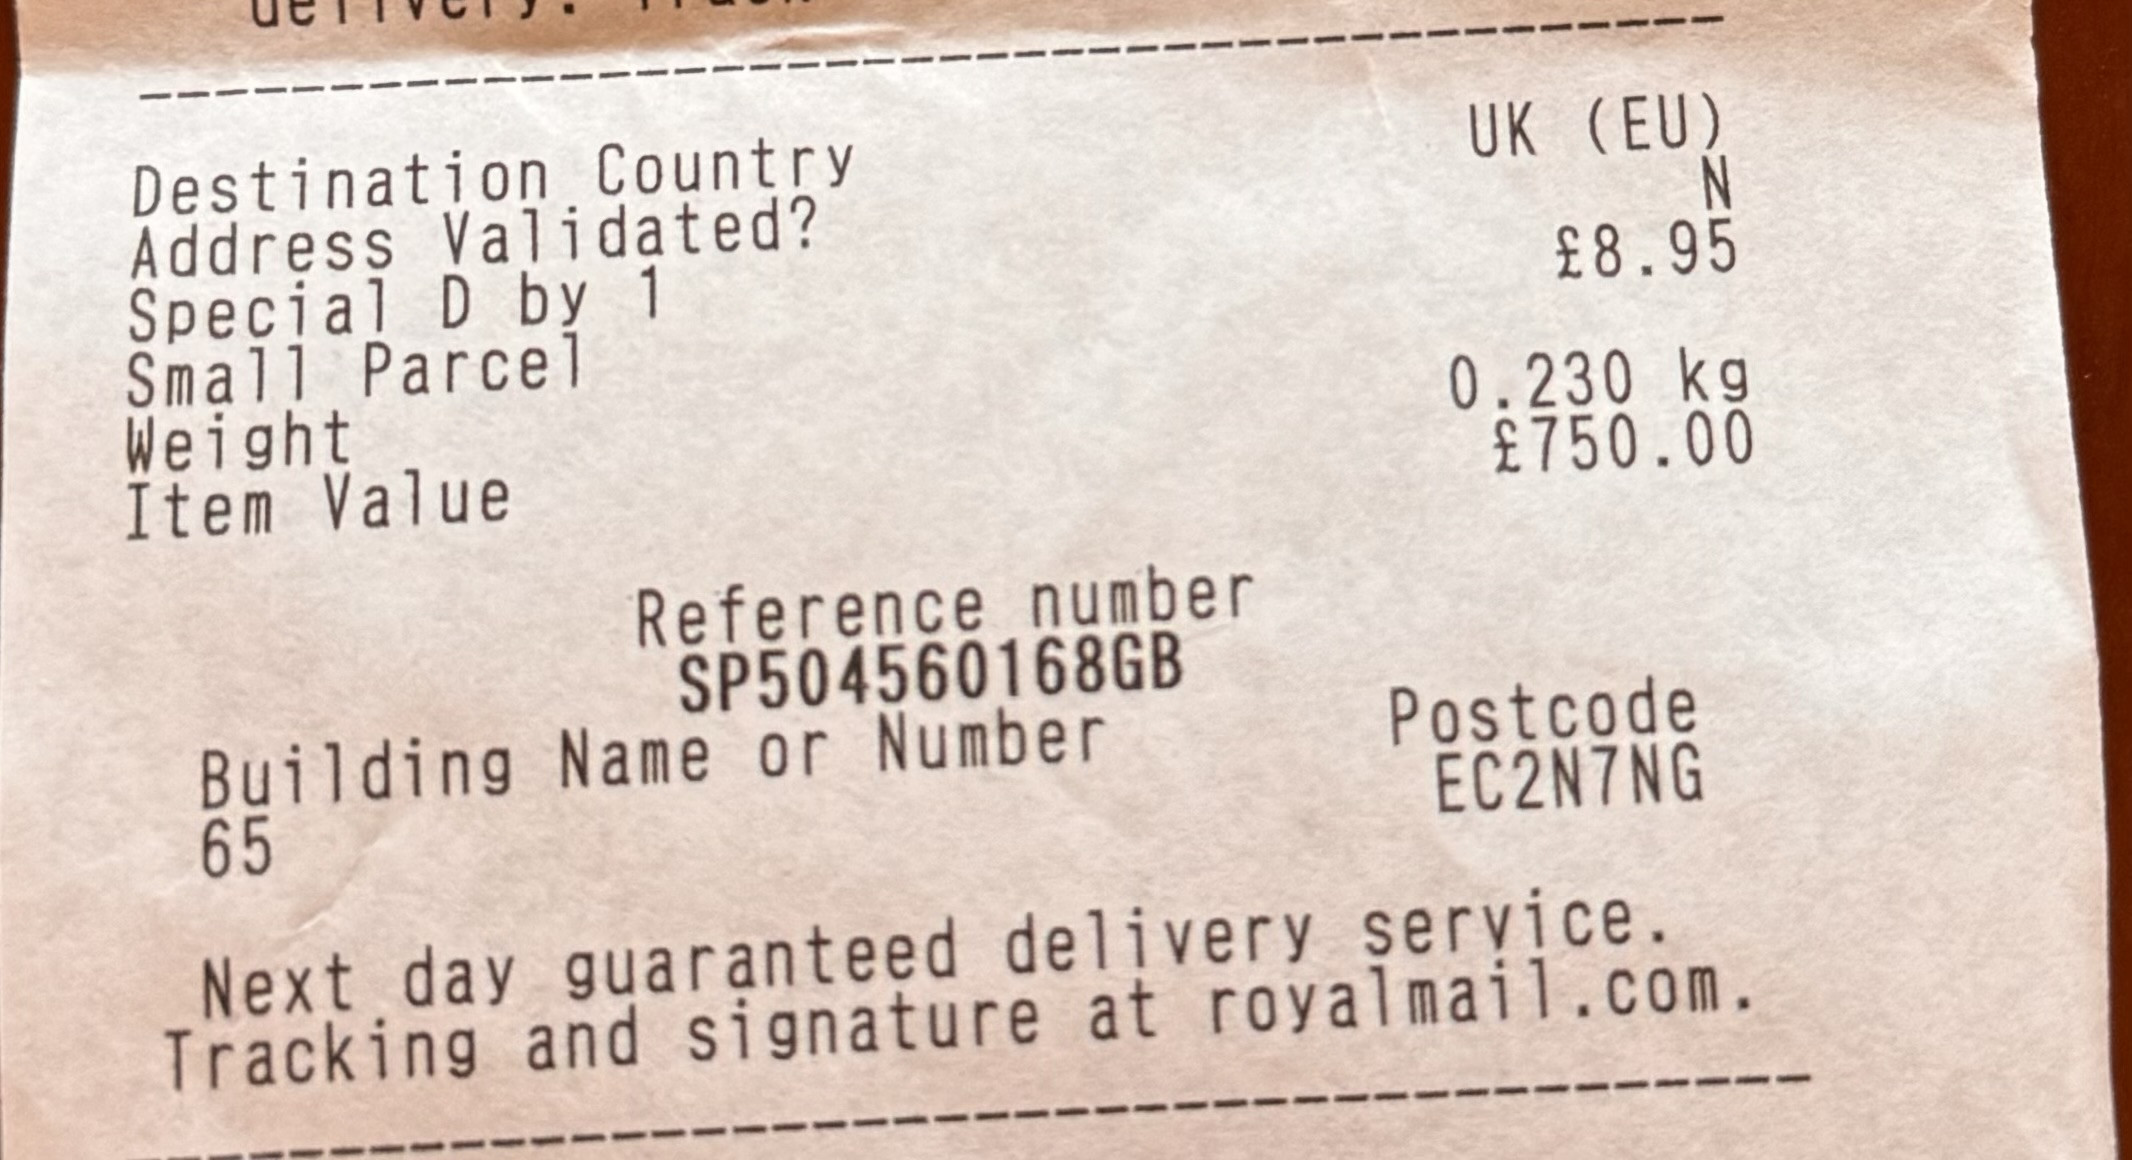 delivery. Track
Destination Country UK (EU)
Address Validated? N
Special D by 1 £8.95
Small Parcel
Weight 0.230 kg
Item Value £750.00
Reference number
SP504560168GB
Building Name or Number Postcode
65 EC2N7NG
Next day guaranteed delivery service.
Tracking and signature at royalmail.com.